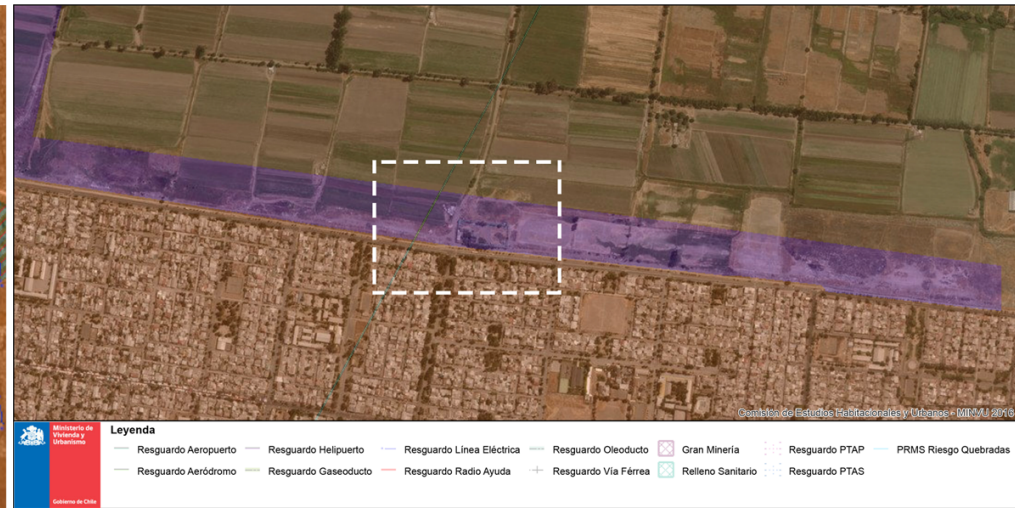 Comisión de Estudios Habitacionales y Urbanos - MINVU 2016
Ministerio de
Vivienda y
Urbanismo
Gobierno de Chile
Leyenda
Resguardo Aeropuerto Resguardo Helipuerto Resguardo Línea Eléctrica Resguardo Oleoducto Gran Minería Resguardo PTAP PRMS Riesgo Quebradas
Resguardo Aeródromo Resguardo Gaseoducto Resguardo Radio Ayuda Resguardo Vía Férrea Relleno Sanitario Resguardo PTAS